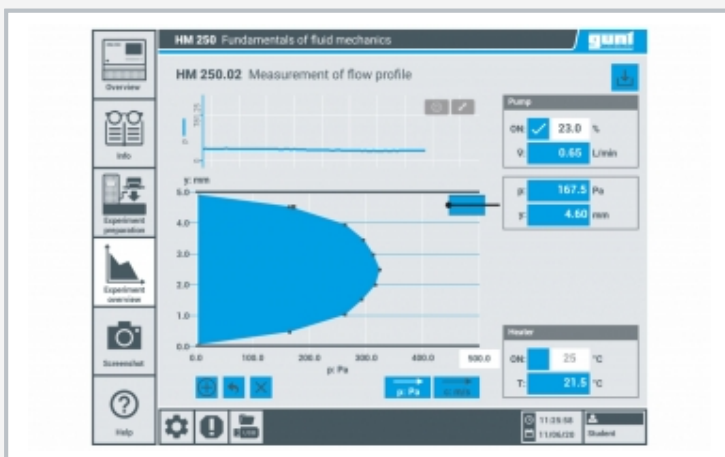 HM 250 Fundamentals of fluid mechanics
gunt
HM 250.02 Measurement of flow profile
Overview
Info
Experiment
preparation
Experiment
overview
Screenshot
Help
p
0
y: mm
5.0
4.0
3.0
2.0
1.0
0.0
0.0 100.0 200.0 300.0 400.0 500.0
p: Pa
p: Pa
Pump
ON: 23.0 %
0.65 L/min
p: 167.5 Pa
y: 4.60 mm
Heater
ON: 25 °C
T: 21.5 °C
11:25:58
11/06/20
Student